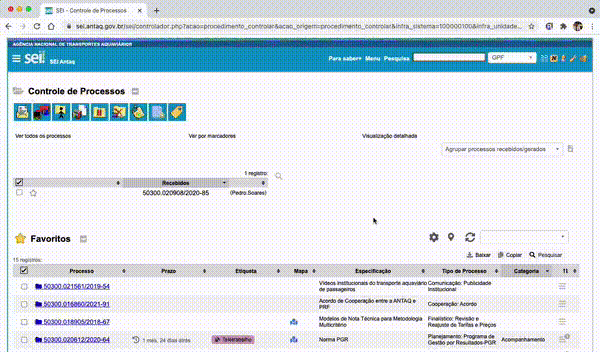 SEI - Controle de Processos
sei.antaq.gov.br/sei/controlador.php?acao=procedimento_controlar&acao_origem=procedimento_controlar&infra_sistema=100000100&infra_unidade...
AGÊNCIA NACIONAL DE TRANSPORTES AQUAVIÁRIOS
sei! SEI Antaq Para saber+ Menu Pesquisa GPF
Controle de Processos
Ver todos os processos Ver por marcadores Visualização detalhada
Agrupar processos recebidos/gerados
1 registro:
Recebidos
50300.020908/2020-85 (Pedro.Soares)
Favoritos
Baixar Copiar Pesquisar
15 registros:
Processo Prazo Etiqueta Mapa Especificação Tipo de Processo Categoria
50300.021561/2019-54 Vídeos institucionais do transporte aquaviário de passageiros Comunicação: Publicidade Institucional
50300.016860/2021-91 Acordo de Cooperação entre a ANTAQ e PRF Cooperação: Acordo
50300.018905/2018-67 Modelos de Nota Técnica para Metodologia Multicritério Finalístico: Revisão e Reajuste de Tarifas e Preços
50300.020612/2020-64 1 mês, 24 dias atrás Teletrabalho Norma PGR Planejamento: Programa de Gestão por Resultados-PGR Acompanhamento